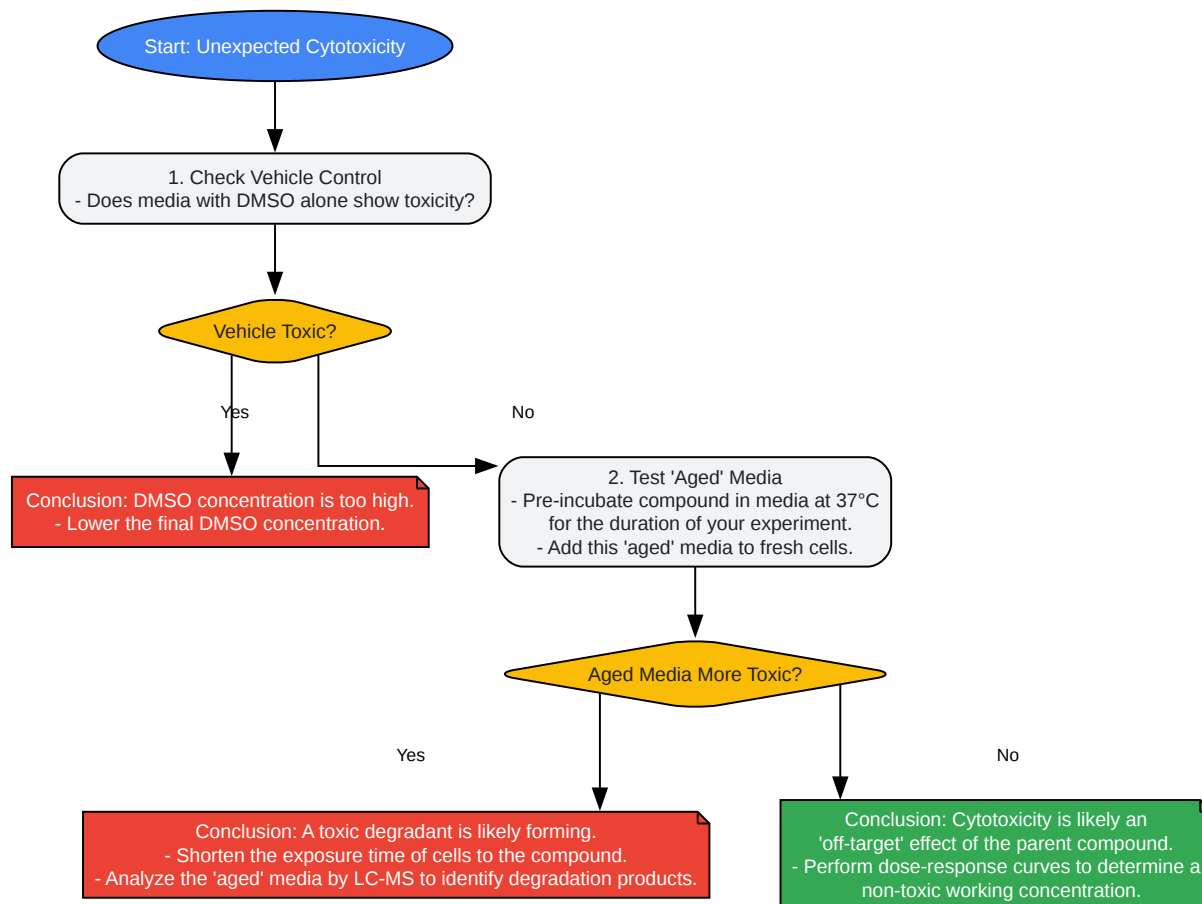 Start: Unexpected Cytotoxicity
1. Check Vehicle Control
- Does media with DMSO alone show toxicity?
Vehicle Toxic?
Yes
No
Conclusion: DMSO concentration is too high.
- Lower the final DMSO concentration.
2. Test 'Aged' Media
- Pre-incubate compound in media at 37°C
for the duration of your experiment.
- Add this 'aged' media to fresh cells.
Aged Media More Toxic?
Yes
No
Conclusion: A toxic degradant is likely forming.
- Shorten the exposure time of cells to the compound.
- Analyze the 'aged' media by LC-MS to identify degradation products.
Conclusion: Cytotoxicity is likely an
'off-target' effect of the parent compound.
- Perform dose-response curves to determine a
non-toxic working concentration.